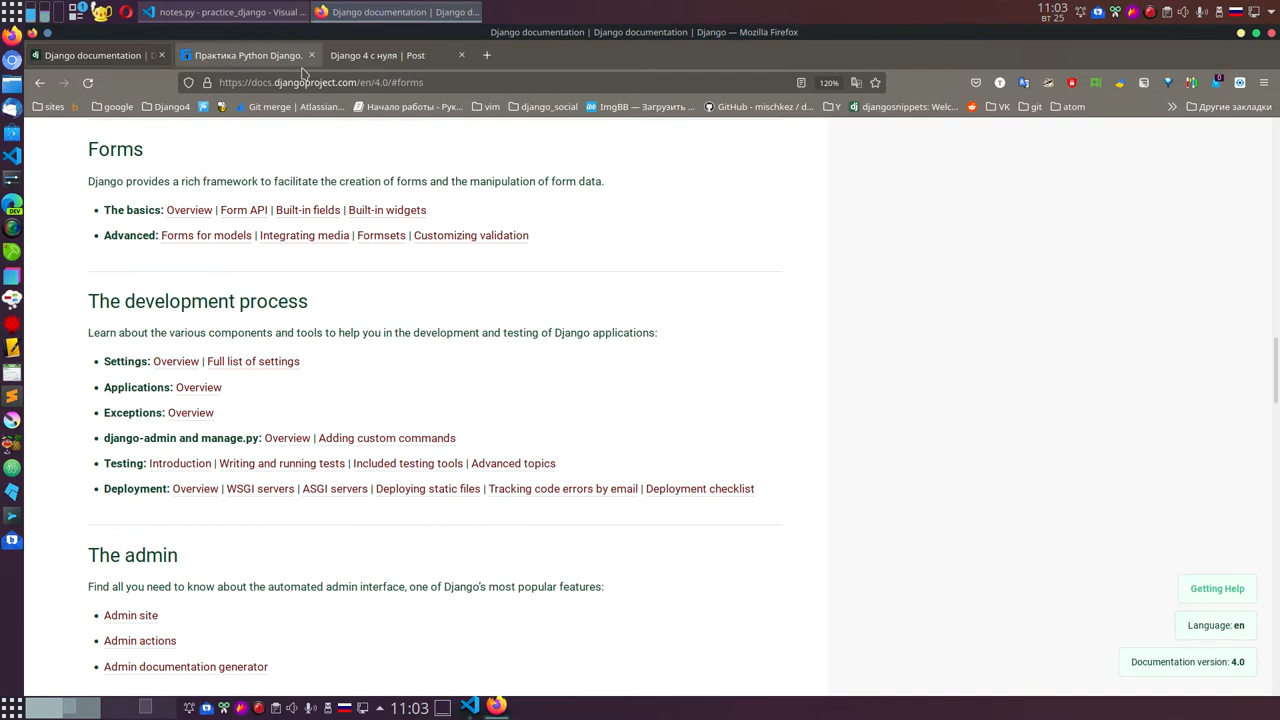 notes.py - practice_django - Visual ...
Django documentation | Django d...
11:03
вт 25
Django documentation | Django documentation | Django — Mozilla Firefox
Django documentation | D
Практика Python Django.
Django 4 с нуля | Post
https://docs.djangoproject.com/en/4.0/#forms
120%
sites
google
Django4
Git merge | Atlassian...
Начало работы - Рук...
vim
django_social
ImgBB — Загрузить ...
GitHub - mischkez / d...
Y
djangosnippets: Welc...
VK
git
atom
Другие закладки
DEV
Forms
Django provides a rich framework to facilitate the creation of forms and the manipulation of form data.
• The basics: Overview | Form API | Built-in fields | Built-in widgets
• Advanced: Forms for models | Integrating media | Formsets | Customizing validation
The development process
Learn about the various components and tools to help you in the development and testing of Django applications:
• Settings: Overview | Full list of settings
• Applications: Overview
• Exceptions: Overview
• django-admin and manage.py: Overview | Adding custom commands
• Testing: Introduction | Writing and running tests | Included testing tools | Advanced topics
• Deployment: Overview | WSGI servers | ASGI servers | Deploying static files | Tracking code errors by email | Deployment checklist
The admin
Find all you need to know about the automated admin interface, one of Django's most popular features:
• Admin site
• Admin actions
• Admin documentation generator
Getting Help
Language: en
Documentation version: 4.0
11:03